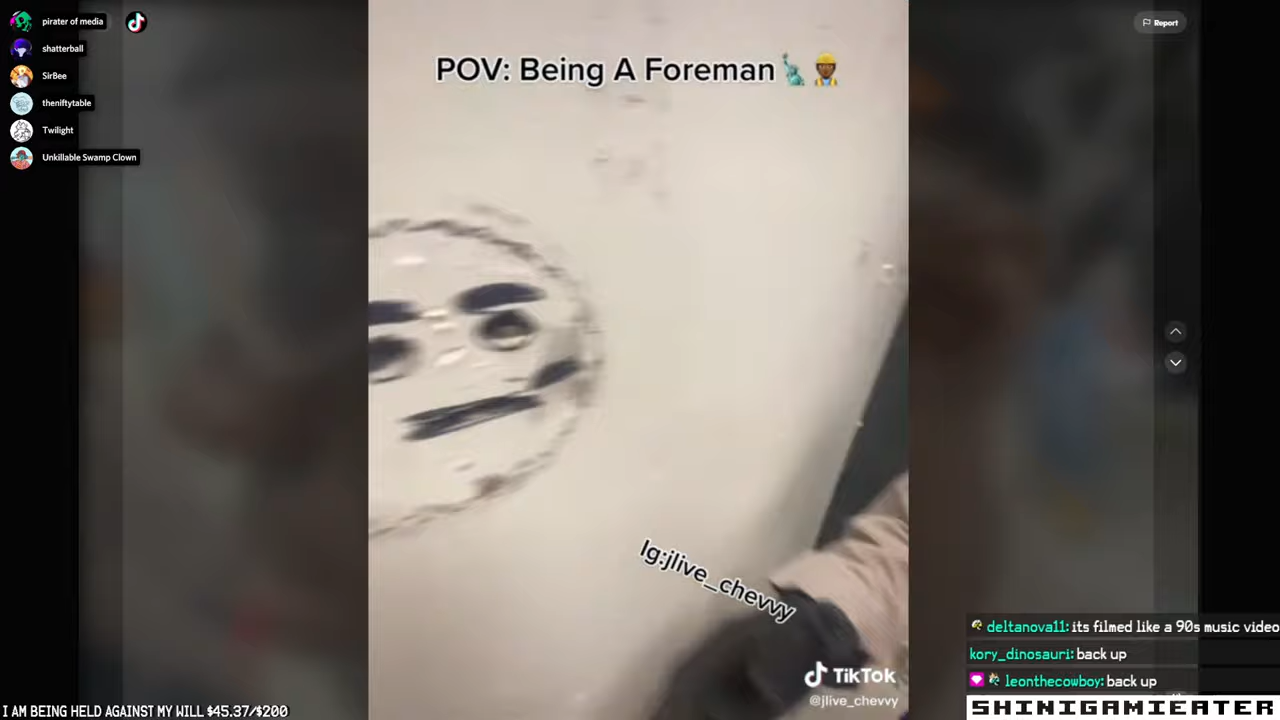 pirater of media
shatterball
SirBee
theniftytable
Twilight
Unkillable Swamp Clown
Report
POV: Being A Foreman🗽👷🏾
Ig:jlive_chevvy
TikTok
@jlive_chevvy
deltanova11: its filmed like a 90s music video
kory_dinosauri: back up
leonthecowboy: back up
I AM BEING HELD AGAINST MY WILL $45.37/$200
SHINIGAMIEATER